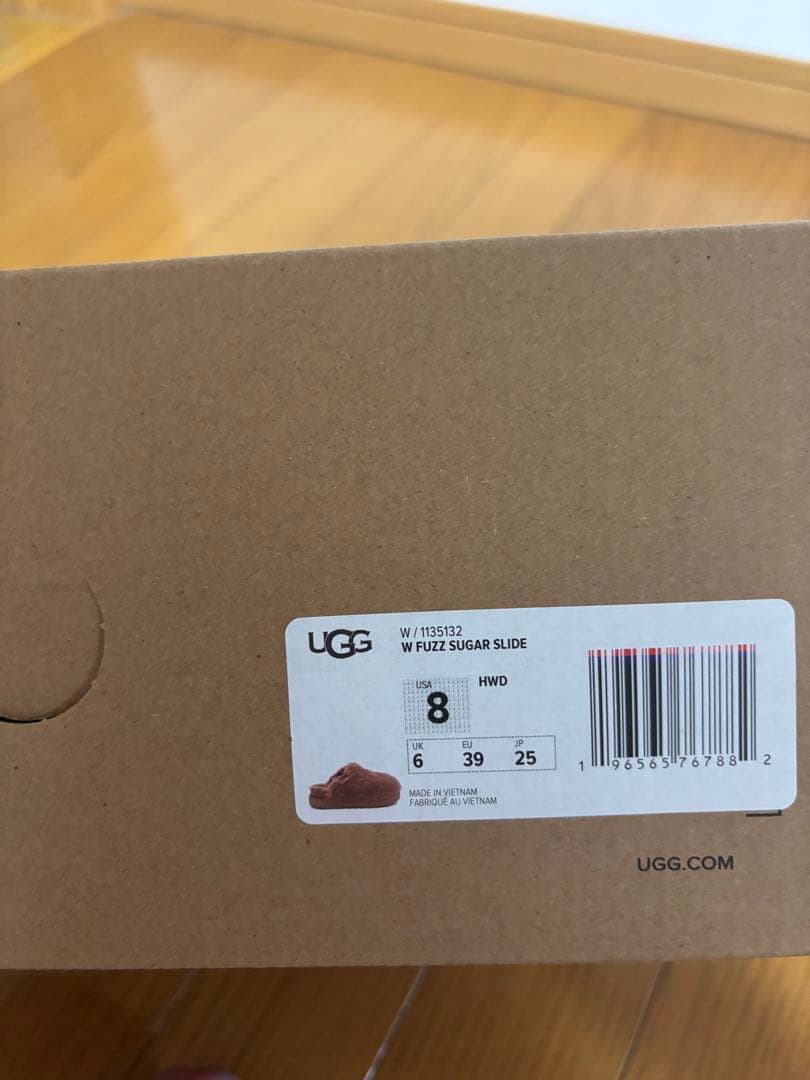 UGG
W / 1135132
W FUZZ SUGAR SLIDE
USA
8
HWD
UK EU JP
6 39 25
MADE IN VIETNAM
FABRIQUÉ AU VIETNAM
1 96565 76788 2
UGG.COM